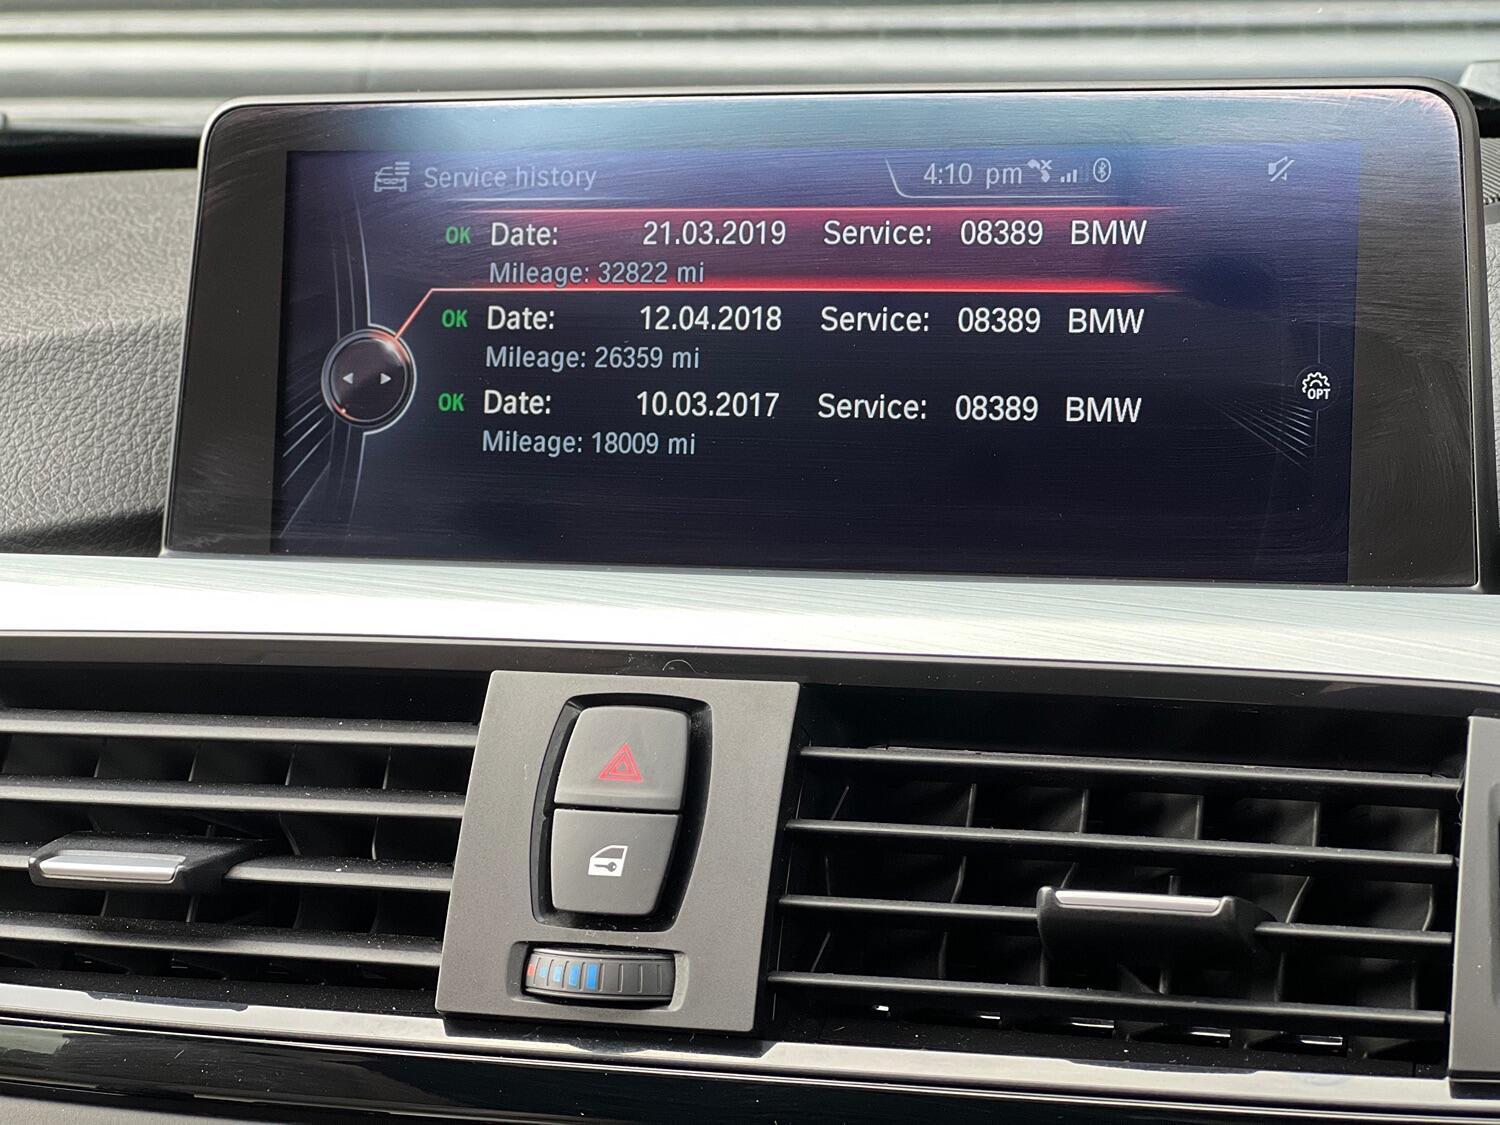 Service history 4:10 pm
OK Date: 21.03.2019 Service: 08389 BMW
Mileage: 32822 mi
OK Date: 12.04.2018 Service: 08389 BMW
Mileage: 26359 mi
OK Date: 10.03.2017 Service: 08389 BMW
Mileage: 18009 mi
OPT